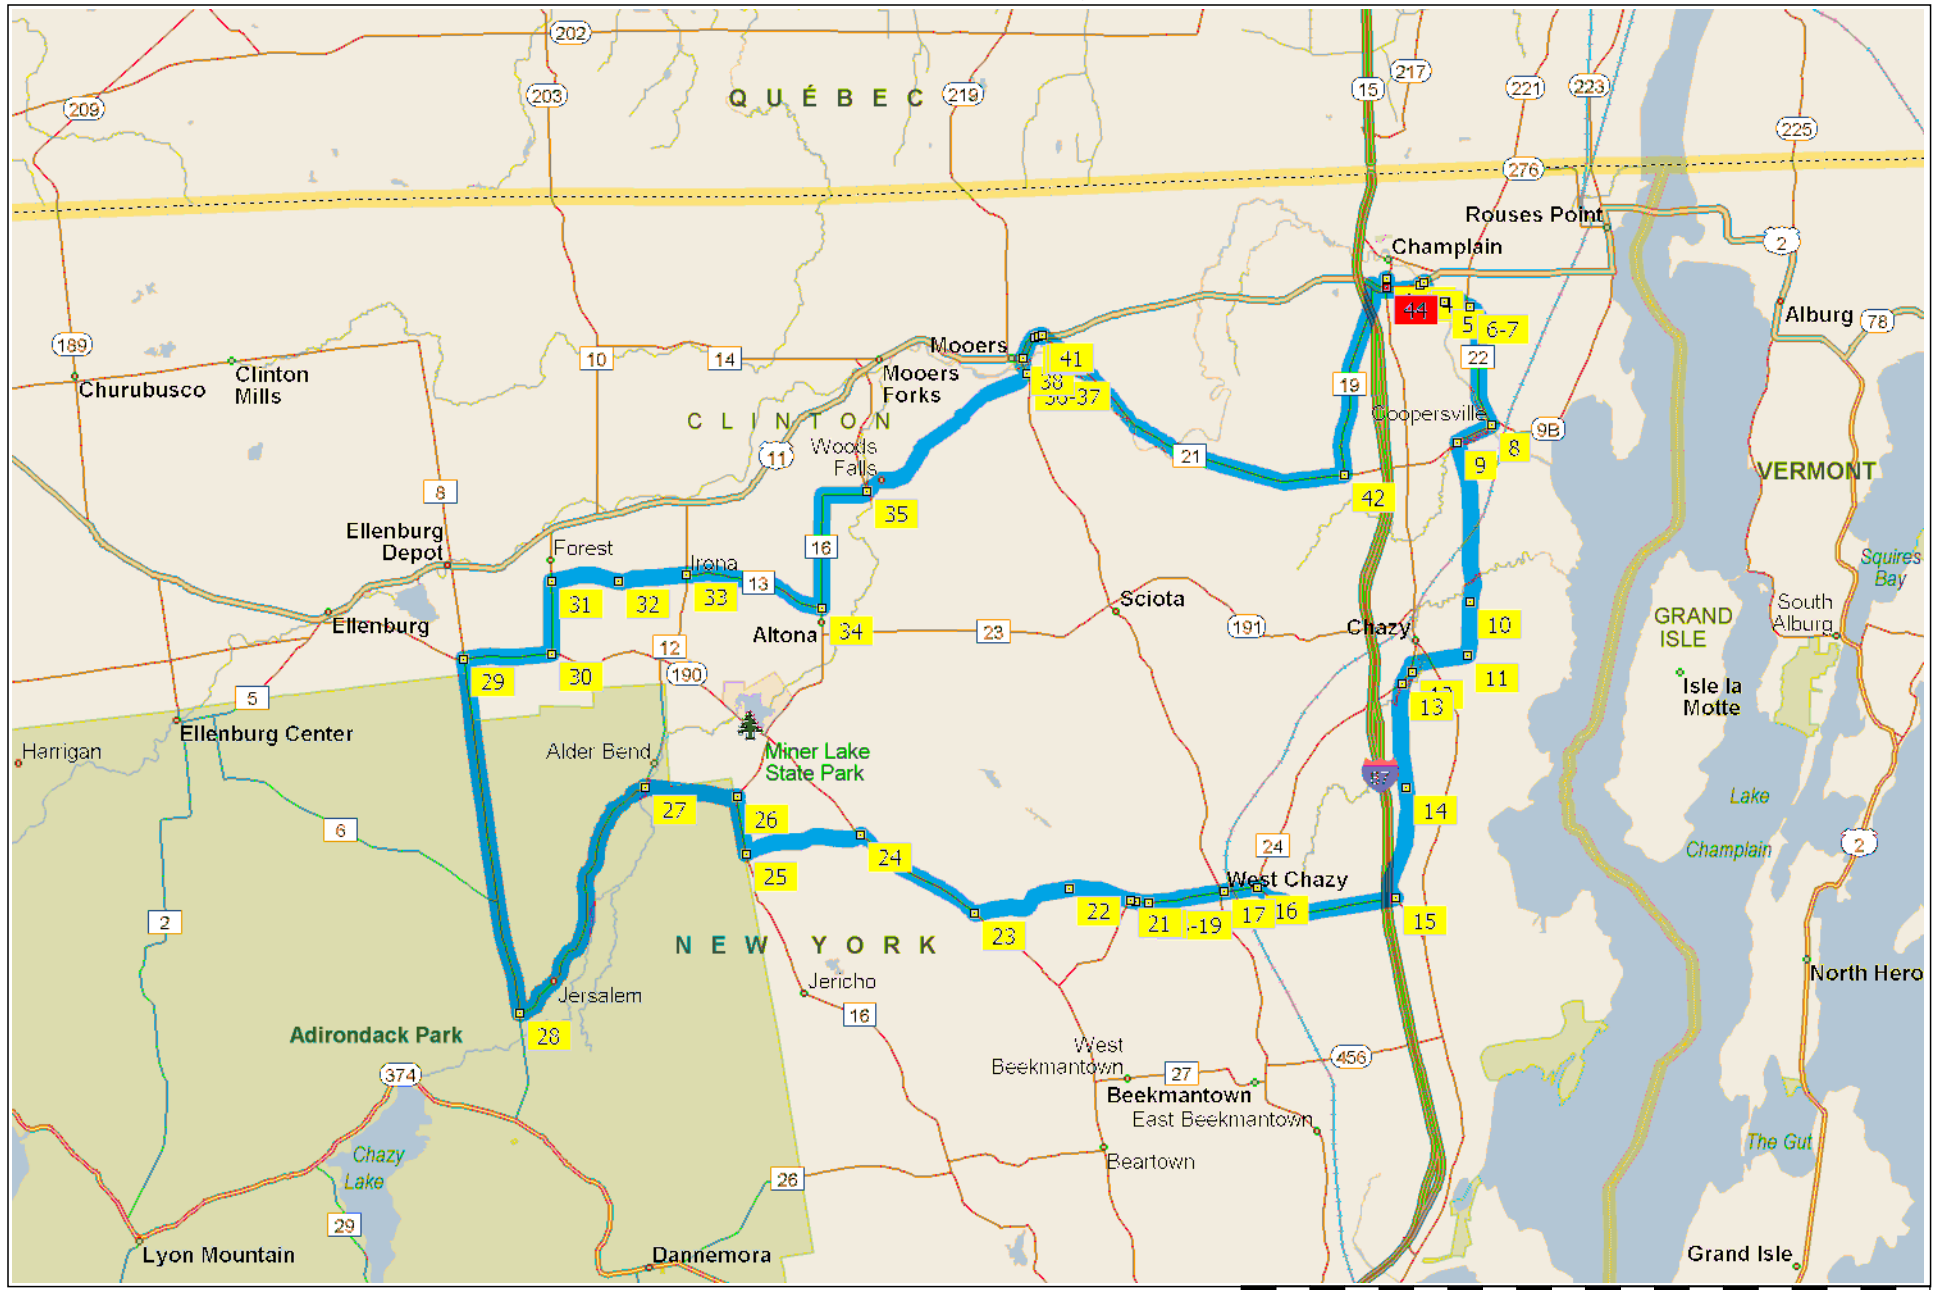 202
217
15
203
QUÉBEC
219
221
223
209
225
276
Rouses Point
2
Champlain
44
4
5
6-7
Alburg
78
189
10
14
Mooers
41
22
Churubusco
Clinton
Mills
Mooers
Forks
38
36-37
19
CLINTON
Coopersville
9B
8
Woods
Falls
11
21
9
VERMONT
8
42
35
Ellenburg
Depot
Forest
16
Irona
13
Squires
Bay
31
32
33
Sciota
GRAND
ISLE
South
Alburg
Ellenburg
Altona
34
23
191
Chazy
10
12
190
29
30
11
Isle la
Motte
5
13
Ellenburg Center
Harrigan
Alder Bend
Miner Lake
State Park
87
27
26
14
Lake
Champlain
6
24
2
24
25
West Chazy
2
22
21
-19
17
16
15
23
NEW YORK
Jericho
Jersalem
North Hero
16
28
Adirondack Park
374
West
Beekmantown
27
456
Beekmantown
East Beekmantown
The Gut
Chazy
Lake
Beartown
26
29
Lyon Mountain
Dannemora
Grand Isle